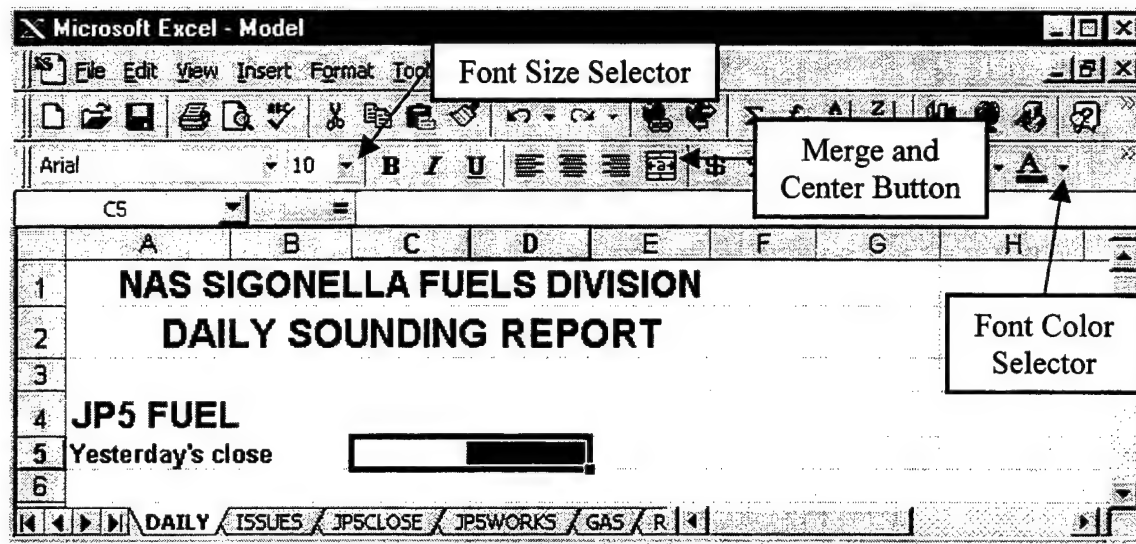 Microsoft Excel - Model
File Edit View Insert Format
Font Size Selector
Arial 10 B I U $ A
Merge and
Center Button
C5 =
A B C D E F G H
1 NAS SIGONELLA FUELS DIVISION
2 DAILY SOUNDING REPORT
Font Color
Selector
3
4 JP5 FUEL
5 Yesterday's close
6
DAILY ISSUES JP5CLOSE JP5WORKS GAS R